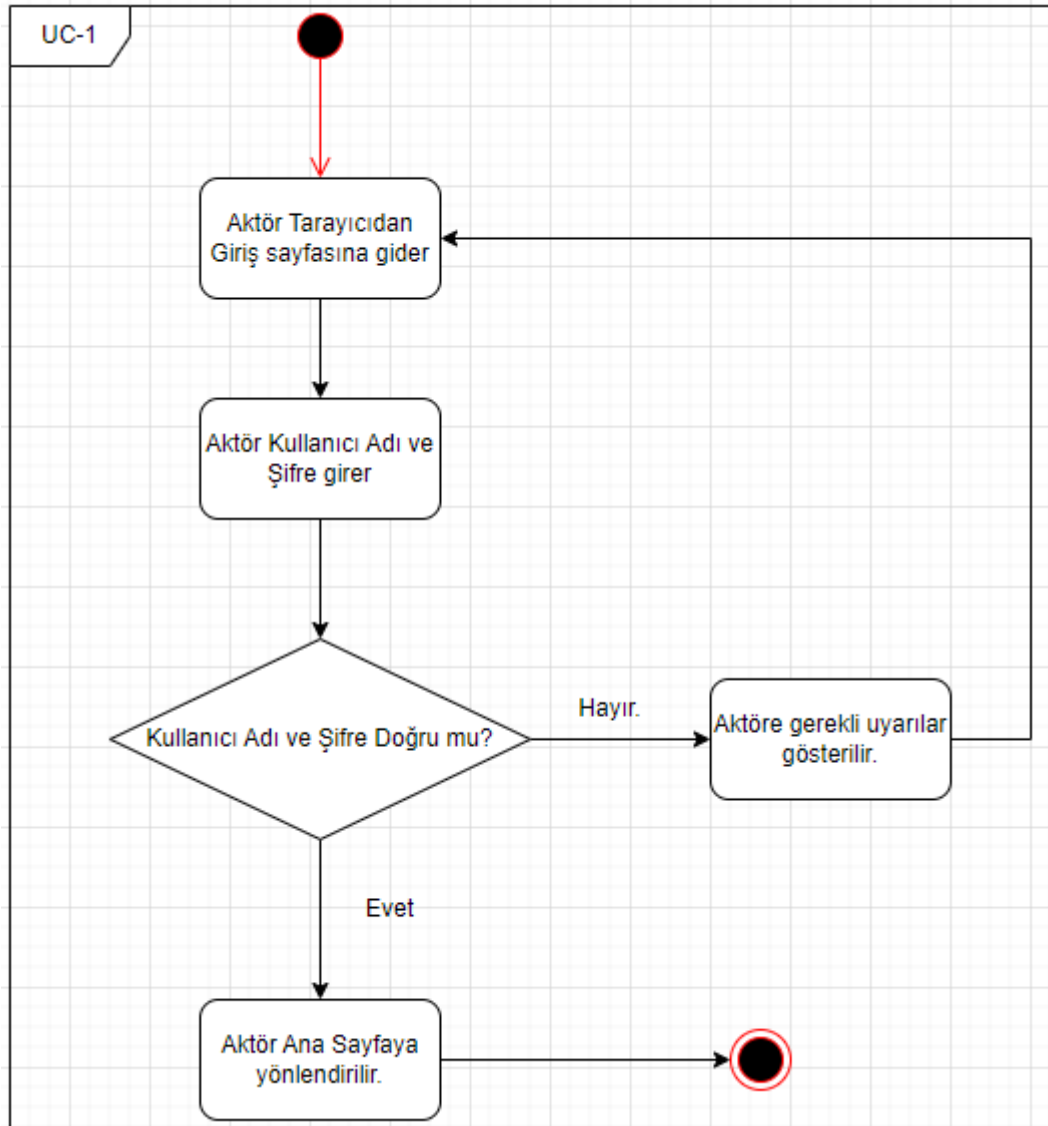 UC-1
Aktör Tarayıcıdan
Giriş sayfasına gider
Aktör Kullanıcı Adı ve
Şifre girer
Kullanıcı Adı ve Şifre Doğru mu?
Hayır.
Aktöre gerekli uyarılar
gösterilir.
Evet
Aktör Ana Sayfaya
yönlendirilir.